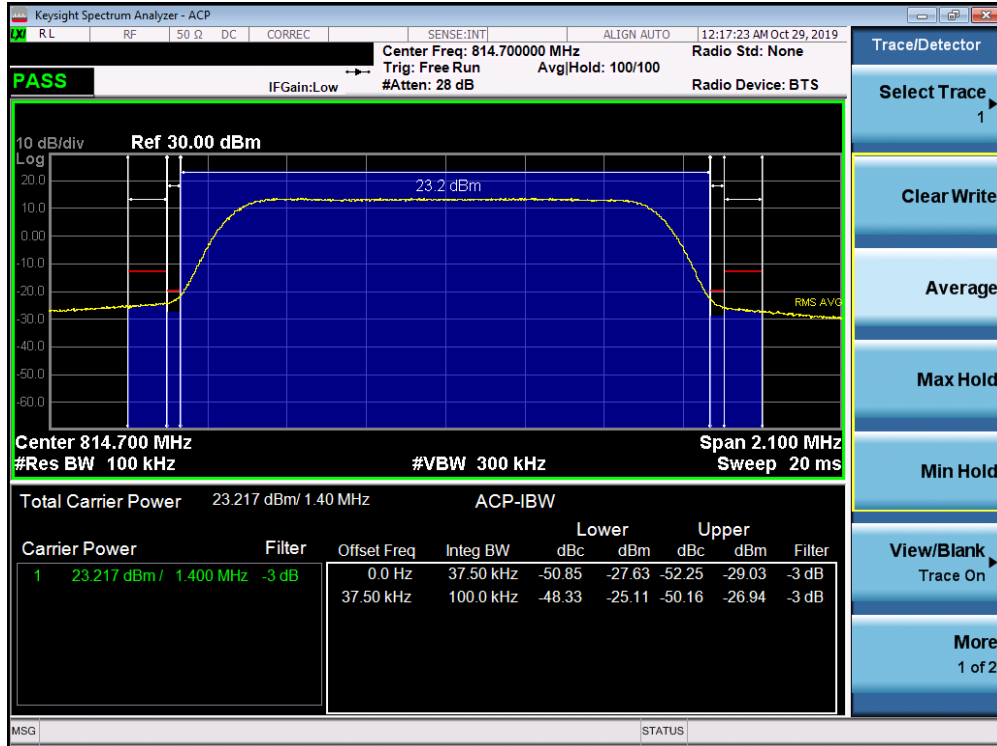 Keysight Spectrum Analyzer - ACP
LXI RL RF 50 Ω DC CORREC SENSE:INT ALIGN AUTO 12:17:23 AM Oct 29, 2019
Center Freq: 814.700000 MHz Radio Std: None
Trig: Free Run Avg|Hold: 100/100
PASS IFGain:Low #Atten: 28 dB Radio Device: BTS
10 dB/div Ref 30.00 dBm
Log
20.0
23.2 dBm
10.0
0.00
-10.0
-20.0
RMS AVG
-30.0
-40.0
-50.0
-60.0
Center 814.700 MHz Span 2.100 MHz
#Res BW 100 kHz #VBW 300 kHz Sweep 20 ms
Total Carrier Power 23.217 dBm/ 1.40 MHz ACP-IBW
Lower Upper
Carrier Power Filter Offset Freq Integ BW dBc dBm dBc dBm Filter
1 23.217 dBm / 1.400 MHz -3 dB 0.0 Hz 37.50 kHz -50.85 -27.63 -52.25 -29.03 -3 dB
37.50 kHz 100.0 kHz -48.33 -25.11 -50.16 -26.94 -3 dB
MSG STATUS
Trace/Detector
Select Trace
1
Clear Write
Average
Max Hold
Min Hold
View/Blank
Trace On
More
1 of 2